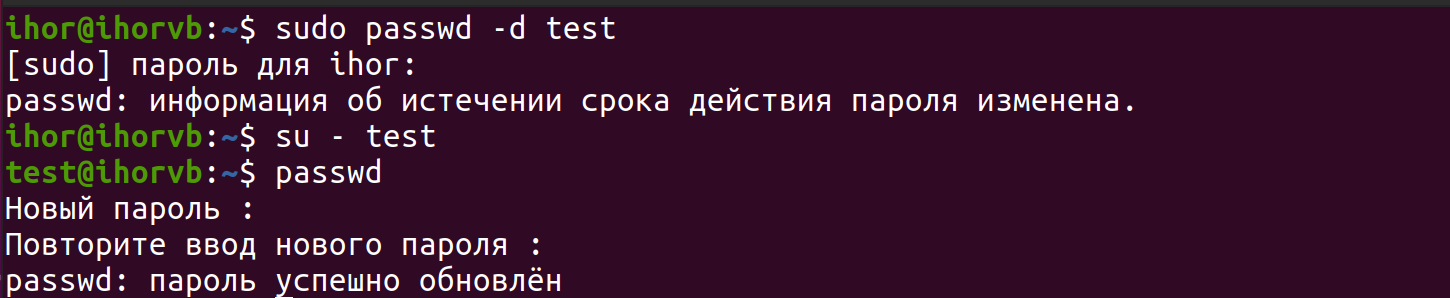 ihor@ihorvb:~$ sudo passwd -d test
[sudo] пароль для ihor:
passwd: информация об истечении срока действия пароля изменена.
ihor@ihorvb:~$ su - test
test@ihorvb:~$ passwd
Новый пароль :
Повторите ввод нового пароля :
passwd: пароль успешно обновлён